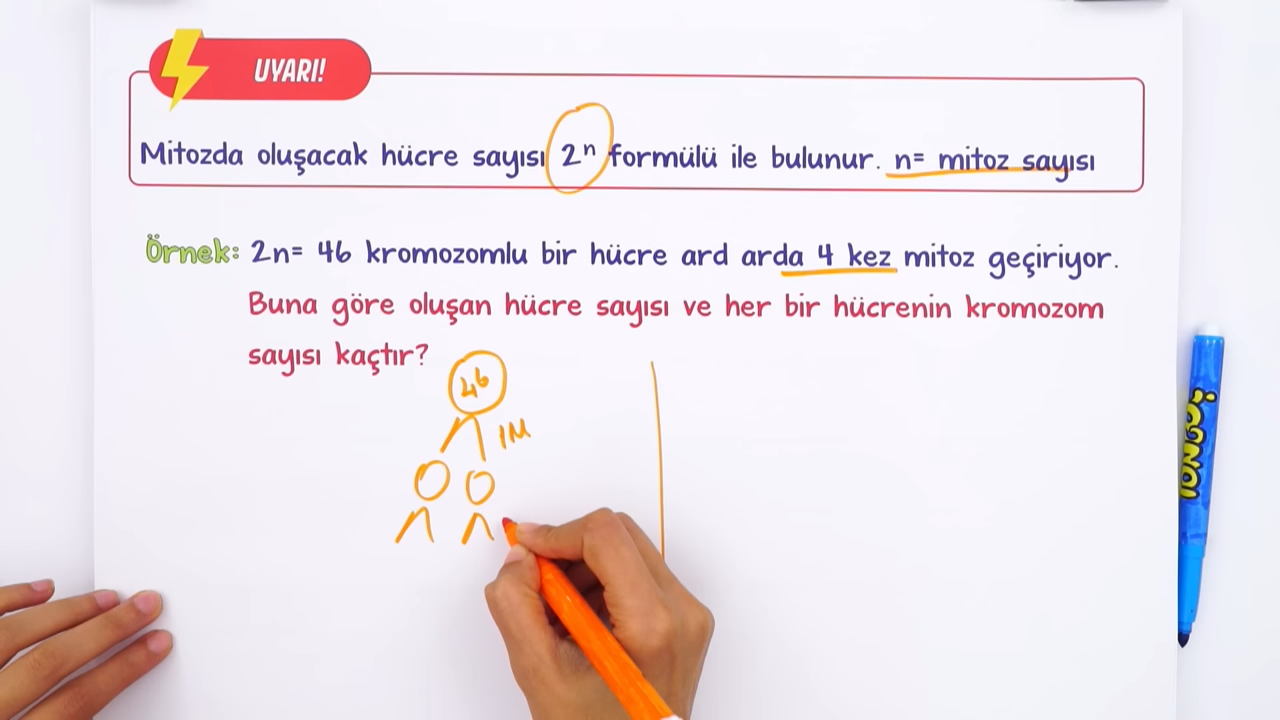 UYARI!
Mitozda oluşacak hücre sayısı 2ⁿ formülü ile bulunur. n= mitoz sayısı
Örnek: 2n= 46 kromozomlu bir hücre ard arda 4 kez mitoz geçiriyor.
Buna göre oluşan hücre sayısı ve her bir hücrenin kromozom
sayısı kaçtır?
46
1M